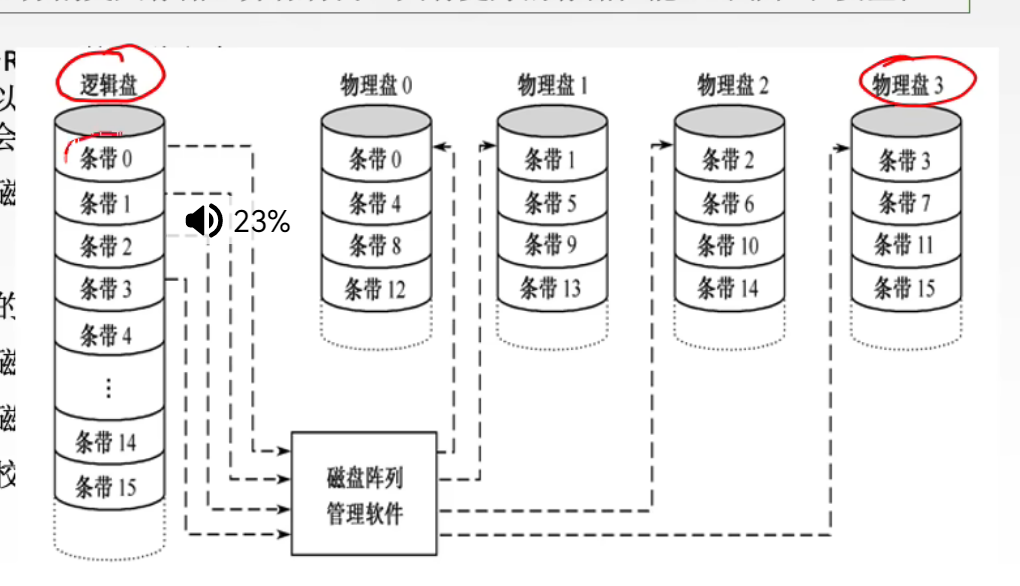 逻辑盘
物理盘 0
物理盘 1
物理盘 2
物理盘 3
条带 0
条带 1
条带 2
条带 3
条带 4
⋮
条带 14
条带 15
23%
条带 0
条带 4
条带 8
条带 12
条带 1
条带 5
条带 9
条带 13
条带 2
条带 6
条带 10
条带 14
条带 3
条带 7
条带 11
条带 15
磁盘阵列
管理软件
R
以
会
磁
的
磁
磁
校